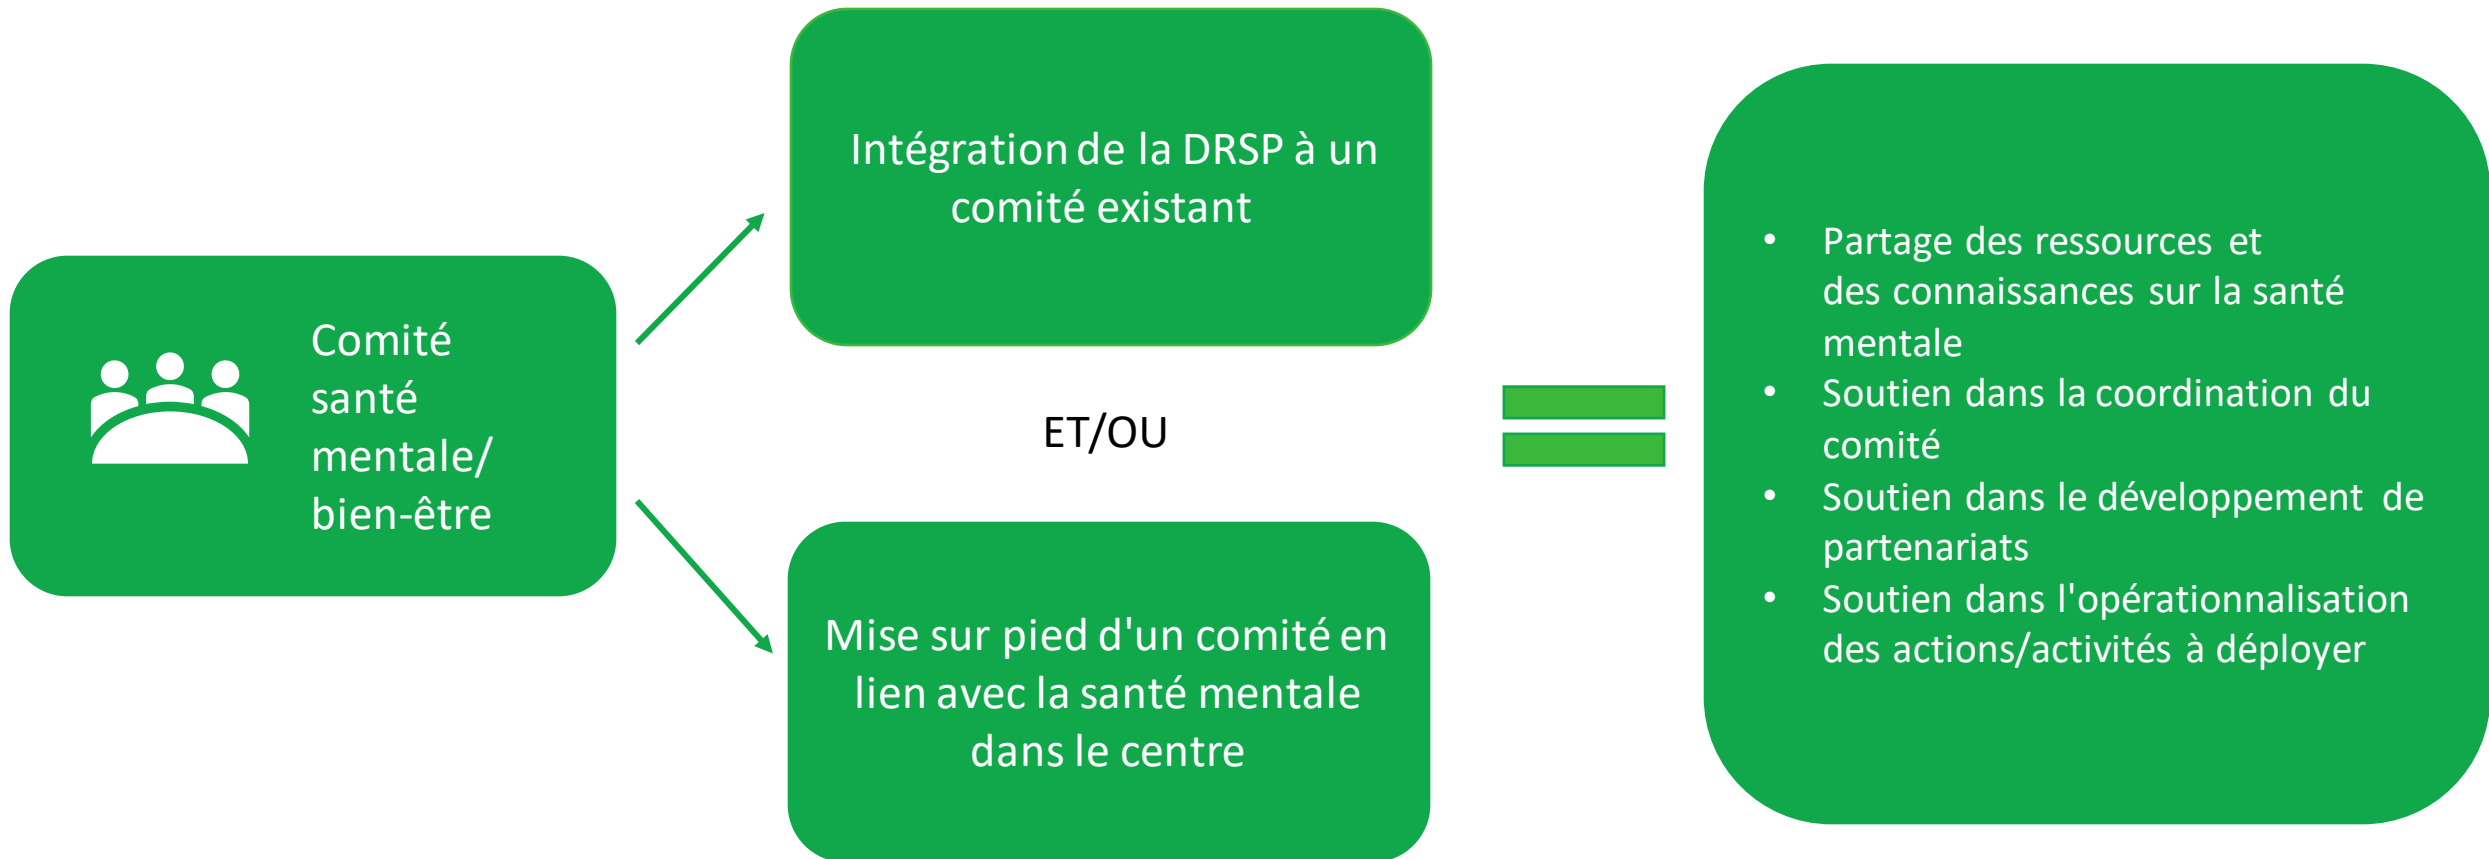 Comité
santé
mentale/
bien-être
Intégration de la DRSP à un
comité existant
ET/OU
Mise sur pied d'un comité en
lien avec la santé mentale
dans le centre
• Partage des ressources et
des connaissances sur la santé
mentale
• Soutien dans la coordination du
comité
• Soutien dans le développement de
partenariats
• Soutien dans l'opérationnalisation
des actions/activités à déployer